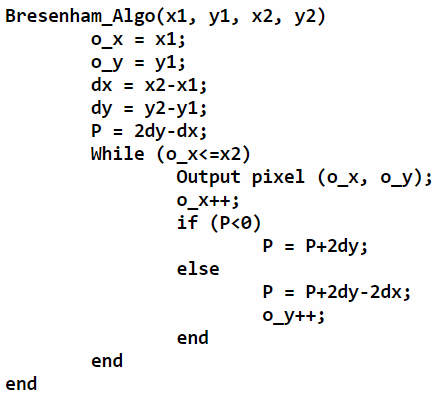 Bresenham_Algo(x1, y1, x2, y2)
o_x = x1;
o_y = y1;
dx = x2-x1;
dy = y2-y1;
P = 2dy-dx;
While (o_x<=x2)
Output pixel (o_x, o_y);
o_x++;
if (P<0)
P = P+2dy;
else
P = P+2dy-2dx;
o_y++;
end
end
end